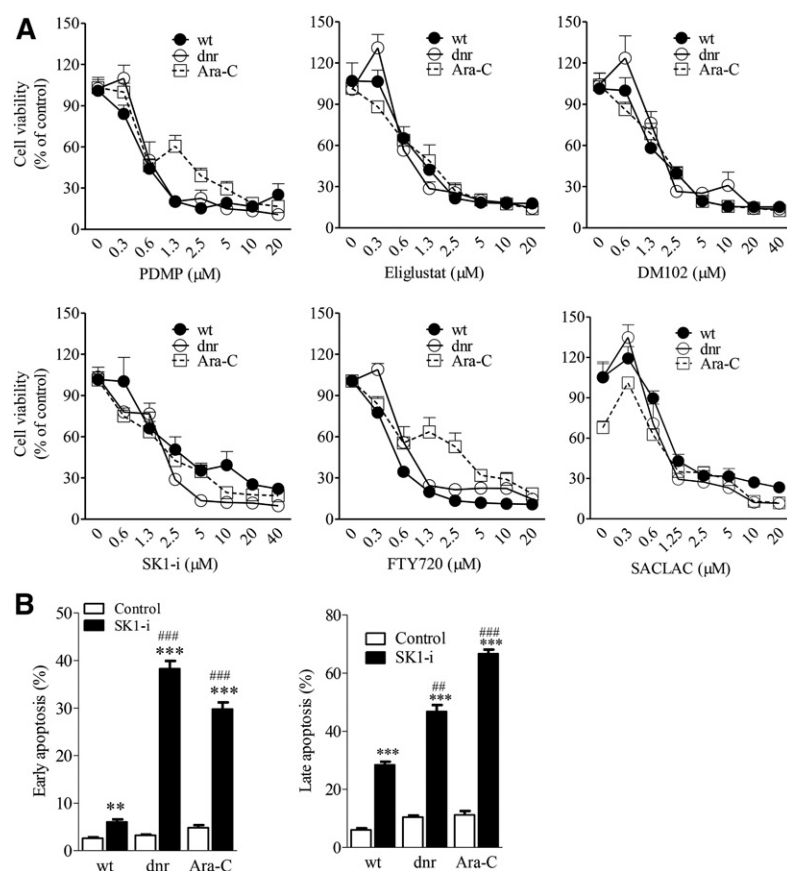 A
150
120
90
60
30
0
Cell viability
(% of control)
wt
dnr
Ara-C
0 0.3 0.6 1.3 2.5 5 10 20
PDMP (μM)
150
120
90
60
30
0
wt
dnr
Ara-C
0 0.3 0.6 1.3 2.5 5 10 20
Eliglustat (μM)
150
120
90
60
30
0
wt
dnr
Ara-C
0 0.6 1.3 2.5 5 10 20 40
DM102 (μM)
150
120
90
60
30
0
Cell viability
(% of control)
wt
dnr
Ara-C
0 0.6 1.3 2.5 5 10 20 40
SK1-i (μM)
150
120
90
60
30
0
wt
dnr
Ara-C
0 0.3 0.6 1.3 2.5 5 10 20
FTY720 (μM)
150
120
90
60
30
0
wt
dnr
Ara-C
0 0.3 0.6 1.25 2.5 5 10 20
SACLAC (μM)
B
50
40
30
20
10
0
Early apoptosis (%)
Control
SK1-i
**
###
***
###
***
wt dnr Ara-C
80
60
40
20
0
Late apoptosis (%)
Control
SK1-i
***
##
***
###
***
wt dnr Ara-C